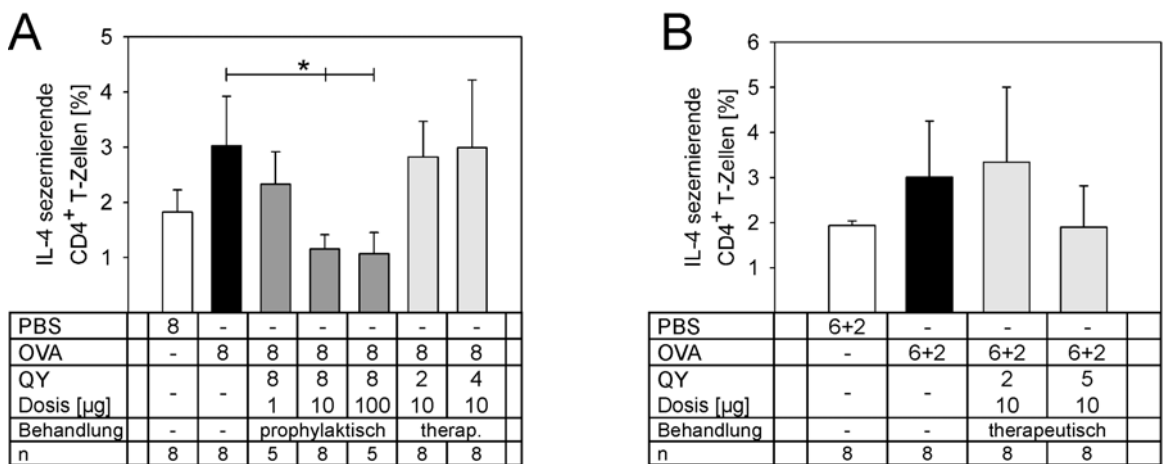 A
IL-4 sezernierende
CD4+ T-Zellen [%]
5
4
3
2
1
*
PBS 8 - - - - - -
OVA - 8 8 8 8 8 8
QY - - 8 8 8 2 4
Dosis [µg] 1 10 100 10 10
Behandlung - - prophylaktisch therap.
n 8 8 5 8 5 8 8
B
IL-4 sezernierende
CD4+ T-Zellen [%]
6
5
4
3
2
1
PBS 6+2 - - -
OVA - 6+2 6+2 6+2
QY - - 2 5
Dosis [µg] 10 10
Behandlung - - therapeutisch
n 8 8 8 8